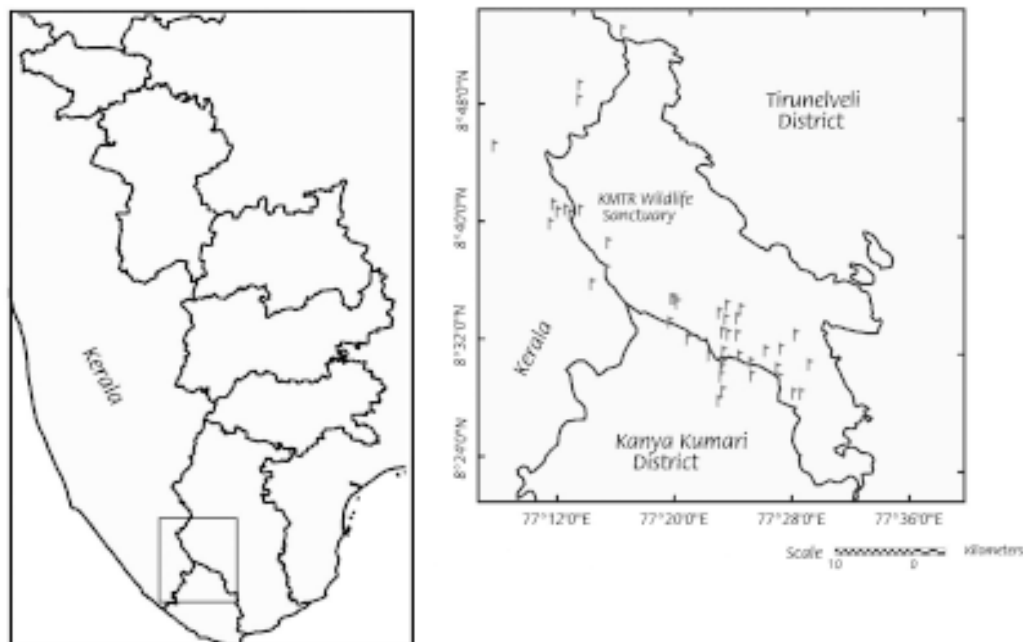 Kerala
Tirunelveli
District
KMTR Wildlife
Sanctuary
Kerala
Kanya Kumari
District
8°48'0"N
8°40'0"N
8°32'0"N
8°24'0"N
77°12'0"E
77°20'0"E
77°28'0"E
77°36'0"E
Scale
Kilometers
10
0